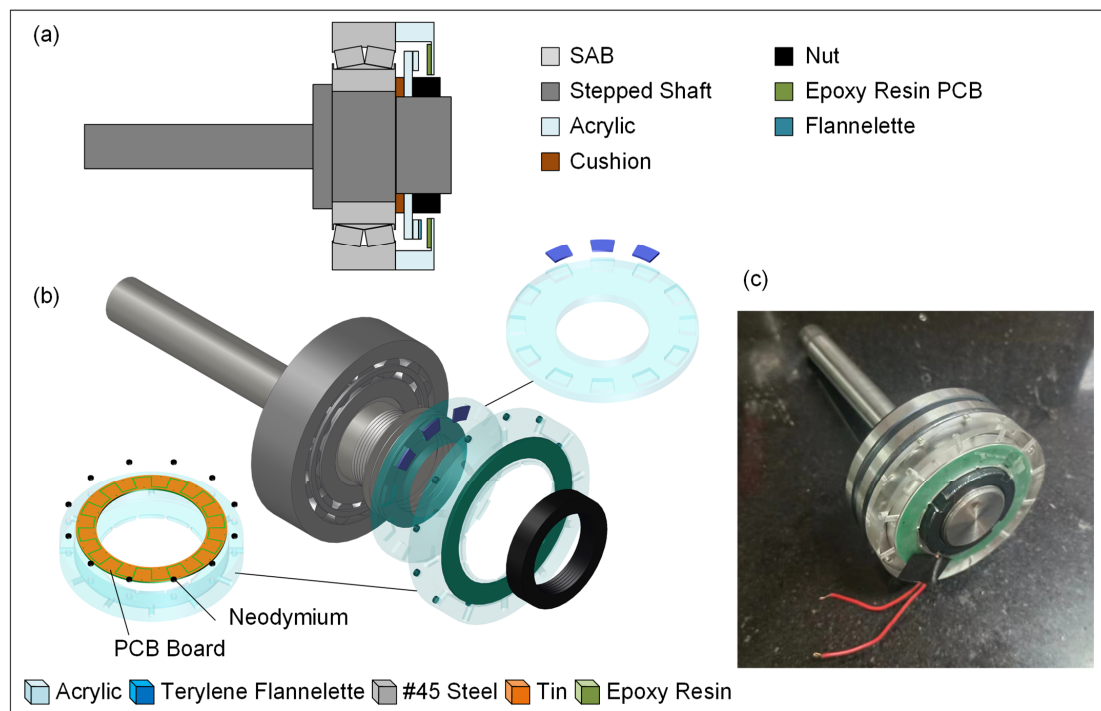 (a)
SAB
Nut
Stepped Shaft
Epoxy Resin PCB
Acrylic
Flannelette
Cushion
(b)
(c)
Neodymium
PCB Board
Acrylic Terylene Flannelette #45 Steel Tin Epoxy Resin